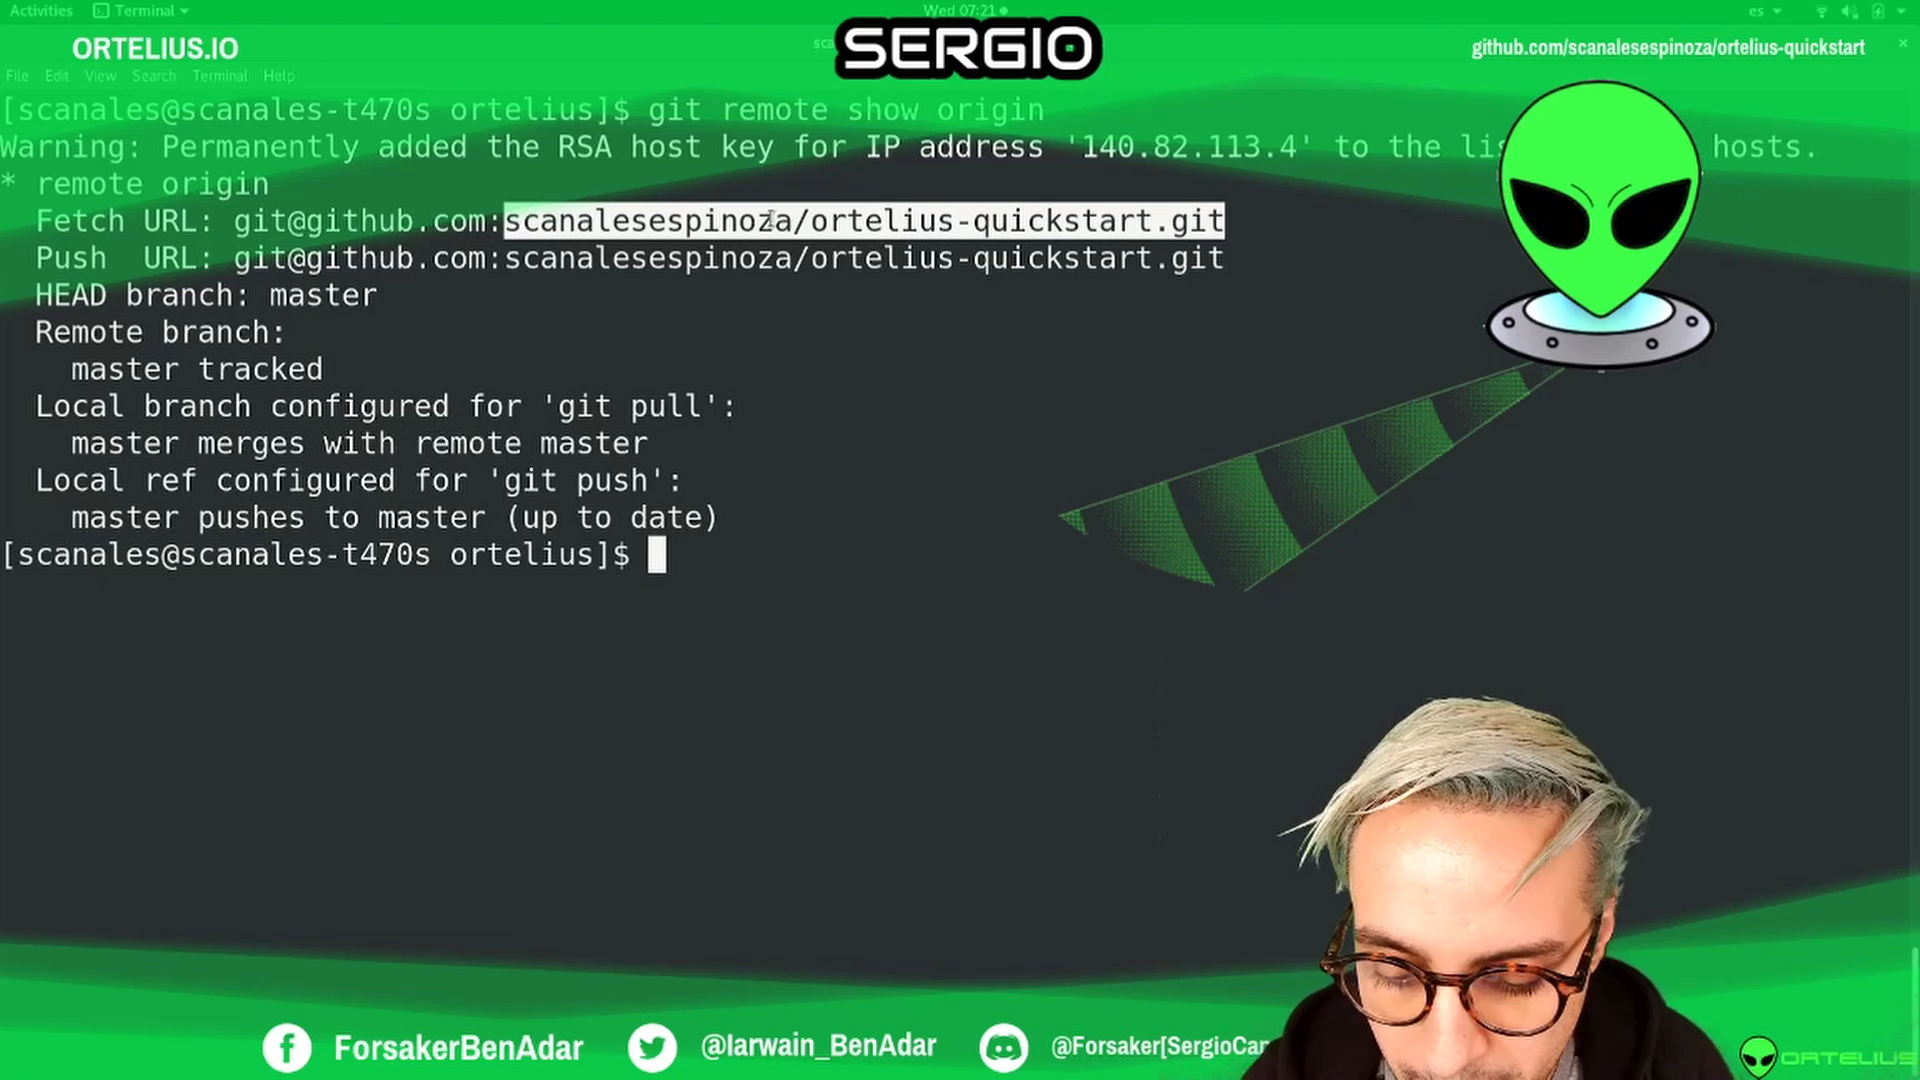 Activities Terminal Wed 07:21 es
ORTELIUS.IO
SERGIO
github.com/scanalesespinoza/ortelius-quickstart
File Edit View Search Terminal Help
[scanales@scanales-t470s ortelius]$ git remote show origin
Warning: Permanently added the RSA host key for IP address '140.82.113.4' to the hosts.
* remote origin
Fetch URL: git@github.com:scanalesespinoza/ortelius-quickstart.git
Push URL: git@github.com:scanalesespinoza/ortelius-quickstart.git
HEAD branch: master
Remote branch:
master tracked
Local branch configured for 'git pull':
master merges with remote master
Local ref configured for 'git push':
master pushes to master (up to date)
[scanales@scanales-t470s ortelius]$
ForsakerBenAdar
@Iarwain_BenAdar
@Forsaker[SergioCan
ORTELIUS